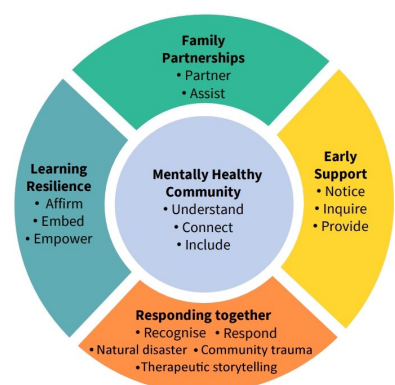 Family
Partnerships
• Partner
• Assist
Learning
Resilience
• Affirm
• Embed
• Empower
Mentally Healthy
Community
• Understand
• Connect
• Include
Early
Support
• Notice
• Inquire
• Provide
Responding together
• Recognise • Respond
• Natural disaster • Community trauma
• Therapeutic storytelling